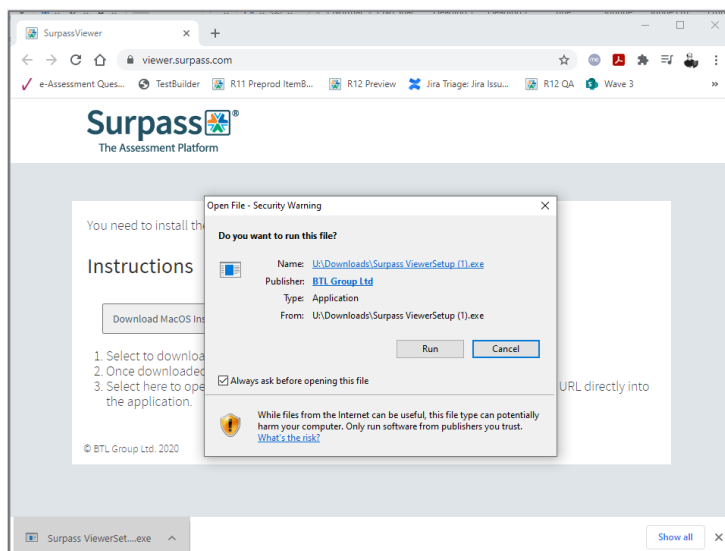 SurpassViewer
viewer.surpass.com
e-Assessment Ques... TestBuilder R11 Preprod ItemB... R12 Preview Jira Triage: Jira Issu... R12 QA Wave 3 »
Surpass®
The Assessment Platform
You need to install the
Instructions
Download MacOS Ins
1. Select to downloa
2. Once downloaded
3. Select here to ope
URL directly into
the application.
© BTL Group Ltd. 2020
Open File - Security Warning
Do you want to run this file?
Name: U:\Downloads\Surpass ViewerSetup (1).exe
Publisher: BTL Group Ltd
Type: Application
From: U:\Downloads\Surpass ViewerSetup (1).exe
Run Cancel
Always ask before opening this file
While files from the Internet can be useful, this file type can potentially
harm your computer. Only run software from publishers you trust.
What's the risk?
Surpass ViewerSet....exe
Show all